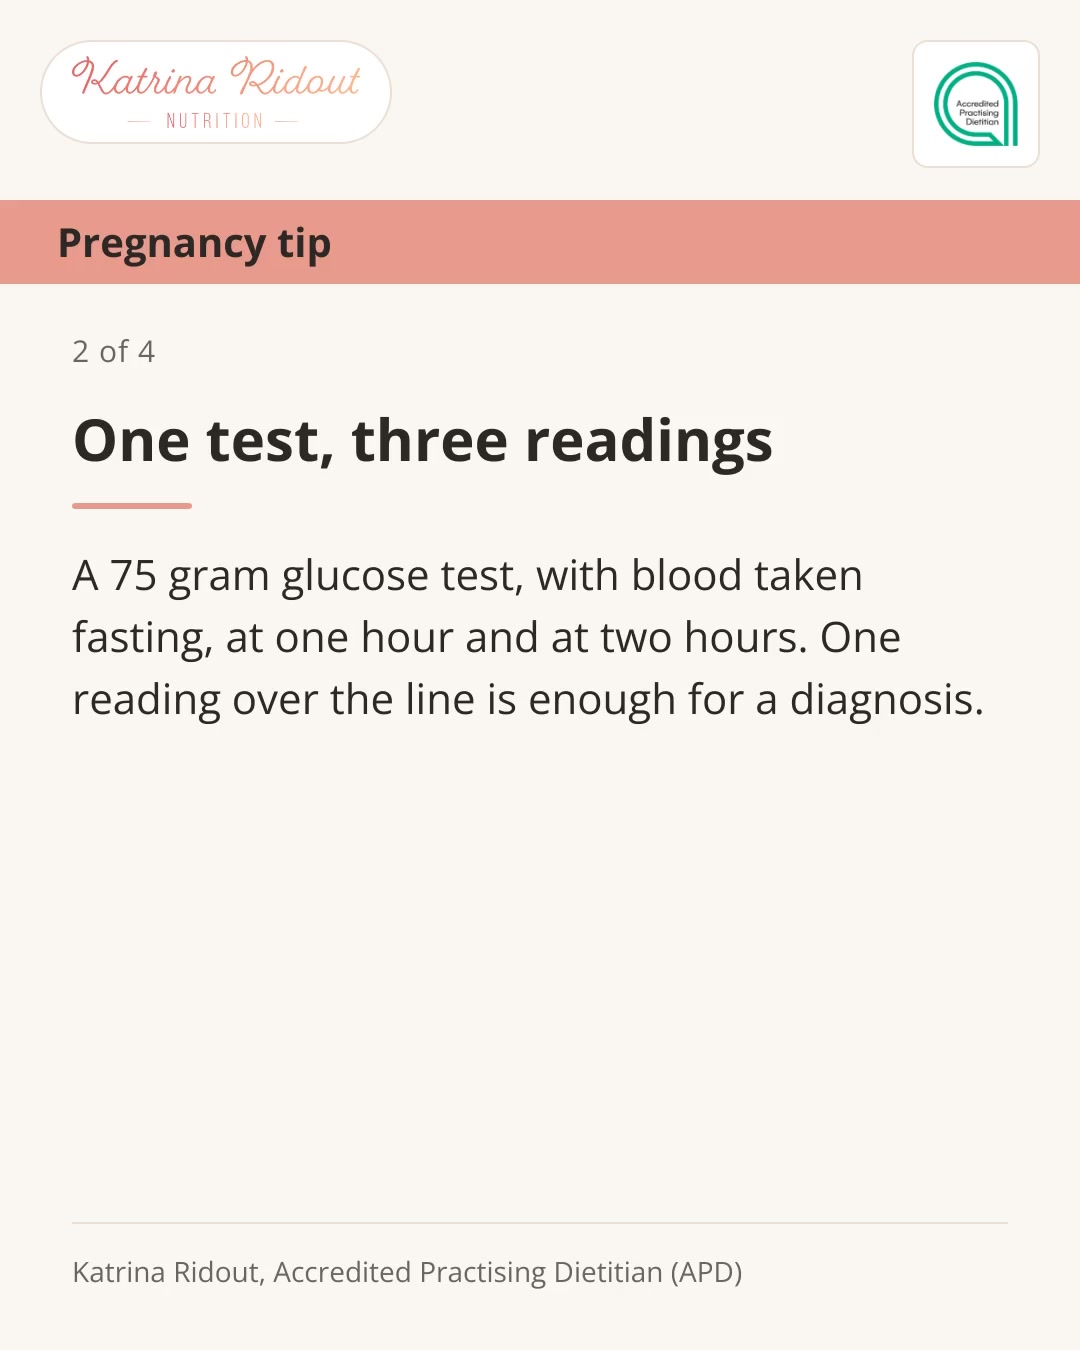 Katrina Ridout
NUTRITION
Accredited
Practising
Dietitian
Pregnancy tip
2 of 4
One test, three readings
A 75 gram glucose test, with blood taken
fasting, at one hour and at two hours. One
reading over the line is enough for a diagnosis.
Katrina Ridout, Accredited Practising Dietitian (APD)